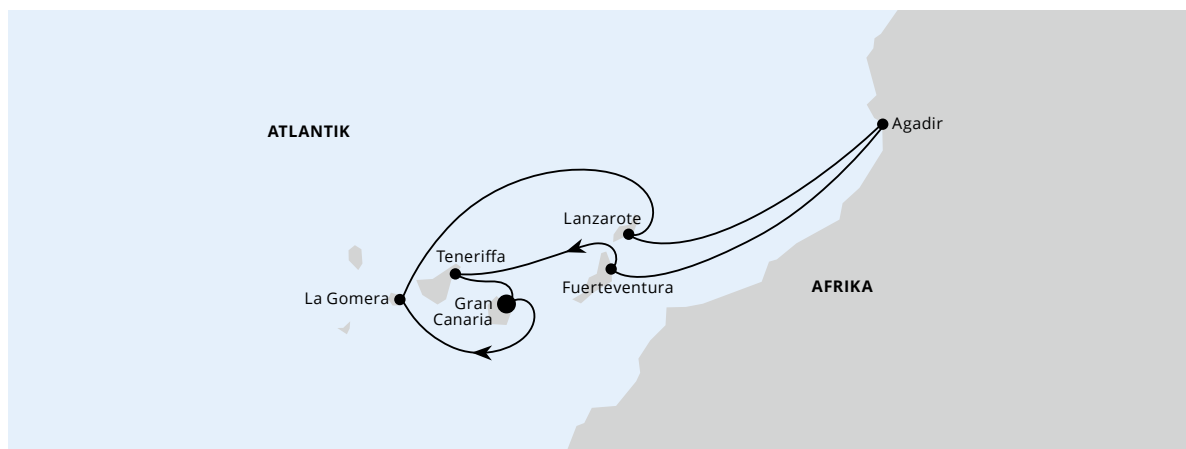 Agadir
ATLANTIK
Lanzarote
Teneriffa
Fuerteventura
AFRIKA
La Gomera
Gran
Canaria